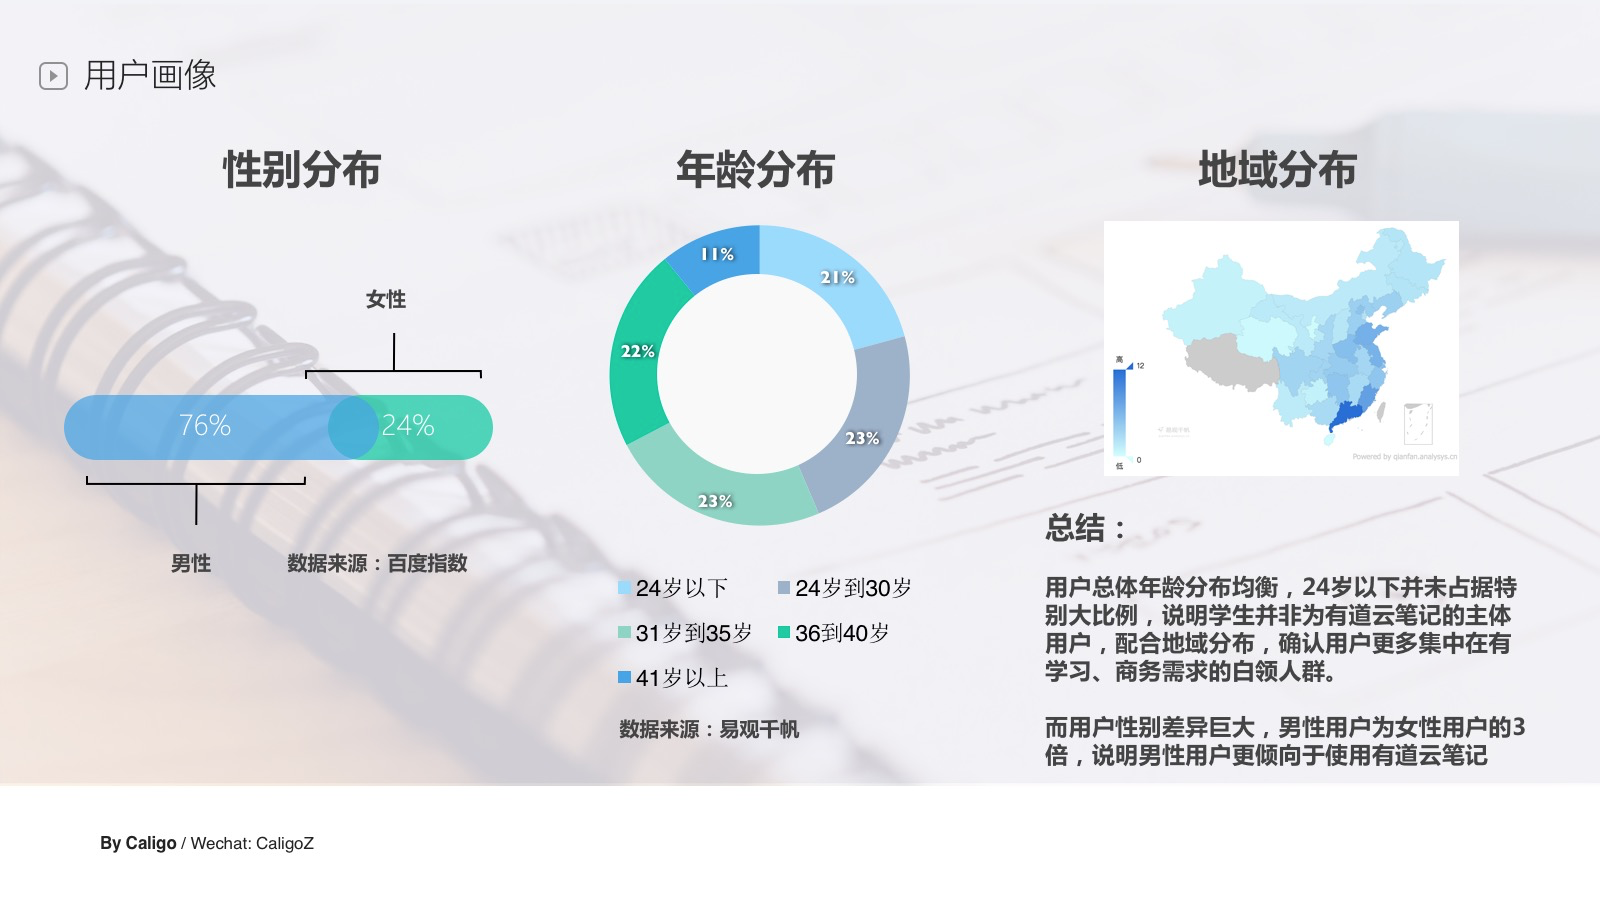 用户画像
性别分布
女性
76%
24%
男性
数据来源：百度指数
年龄分布
11%
21%
22%
23%
23%
24岁以下
24岁到30岁
31岁到35岁
36到40岁
41岁以上
数据来源：易观千帆
地域分布
高
12
0
低
易观千帆
Powered by qianfan.analysys.cn
总结：
用户总体年龄分布均衡，24岁以下并未占据特
别大比例，说明学生并非为有道云笔记的主体
用户，配合地域分布，确认用户更多集中在有
学习、商务需求的白领人群。
而用户性别差异巨大，男性用户为女性用户的3
倍，说明男性用户更倾向于使用有道云笔记
By Caligo / Wechat: CaligoZ